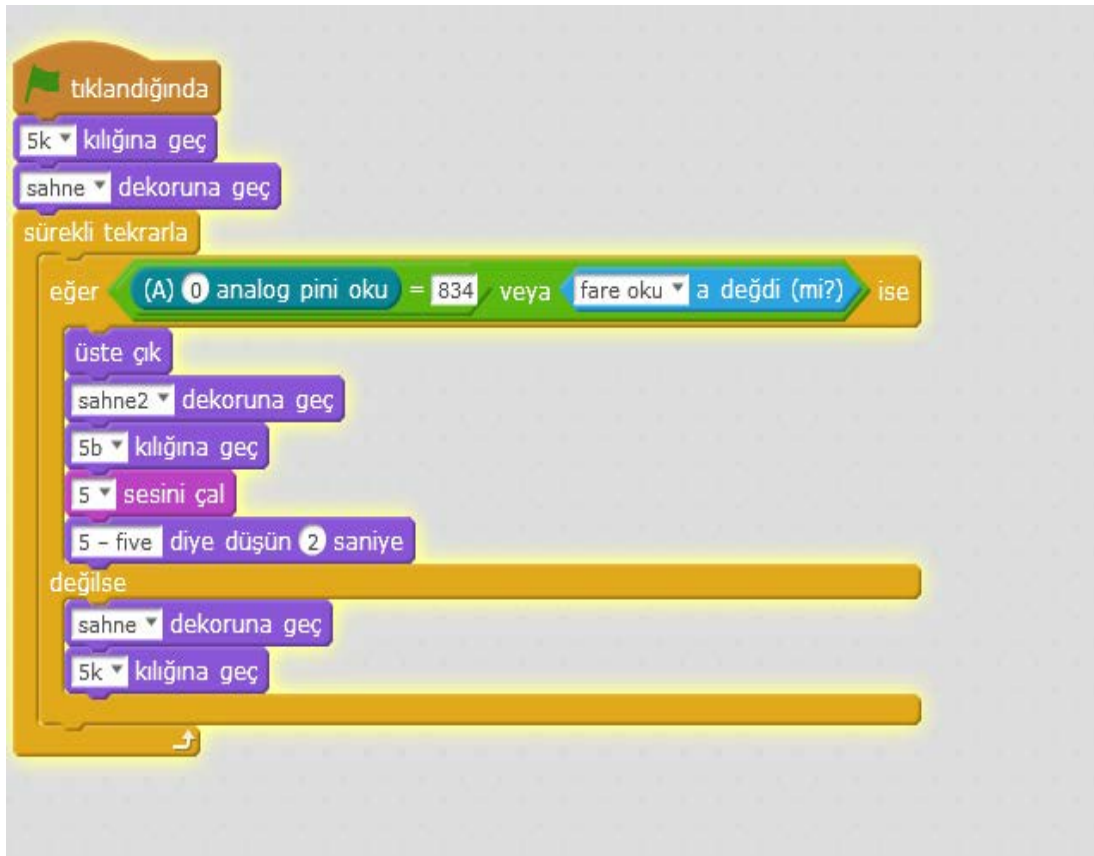 tıklandığında
5k kılığına geç
sahne dekoruna geç
sürekli tekrarla
eğer (A) 0 analog pini oku = 834 veya fare oku a değdi (mi?) ise
üste çık
sahne2 dekoruna geç
5b kılığına geç
5 sesini çal
5 – five diye düşün 2 saniye
değilse
sahne dekoruna geç
5k kılığına geç